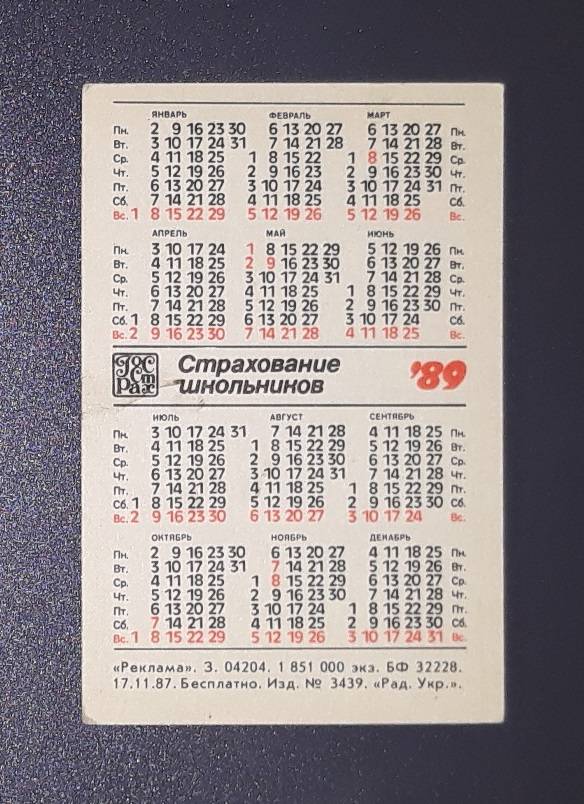 ЯНВАРЬ ФЕВРАЛЬ МАРТ
Пн. 2 9 16 23 30 6 13 20 27 6 13 20 27 Пн.
Вт. 3 10 17 24 31 7 14 21 28 7 14 21 28 Вт.
Ср. 4 11 18 25 1 8 15 22 1 8 15 22 29 Ср.
Чт. 5 12 19 26 2 9 16 23 2 9 16 23 30 Чт.
Пт. 6 13 20 27 3 10 17 24 3 10 17 24 31 Пт.
Сб. 7 14 21 28 4 11 18 25 4 11 18 25 Сб.
Вс. 1 8 15 22 29 5 12 19 26 5 12 19 26 Вс.
АПРЕЛЬ МАЙ ИЮНЬ
Пн. 3 10 17 24 1 8 15 22 29 5 12 19 26 Пн.
Вт. 4 11 18 25 2 9 16 23 30 6 13 20 27 Вт.
Ср. 5 12 19 26 3 10 17 24 31 7 14 21 28 Ср.
Чт. 6 13 20 27 4 11 18 25 1 8 15 22 29 Чт.
Пт. 7 14 21 28 5 12 19 26 2 9 16 23 30 Пт.
Сб. 1 8 15 22 29 6 13 20 27 3 10 17 24 Сб.
Вс. 2 9 16 23 30 7 14 21 28 4 11 18 25 Вс.
ГОССТРАХ Страхование школьников '89
ИЮЛЬ АВГУСТ СЕНТЯБРЬ
Пн. 3 10 17 24 31 7 14 21 28 4 11 18 25 Пн.
Вт. 4 11 18 25 1 8 15 22 29 5 12 19 26 Вт.
Ср. 5 12 19 26 2 9 16 23 30 6 13 20 27 Ср.
Чт. 6 13 20 27 3 10 17 24 31 7 14 21 28 Чт.
Пт. 7 14 21 28 4 11 18 25 1 8 15 22 29 Пт.
Сб. 1 8 15 22 29 5 12 19 26 2 9 16 23 30 Сб.
Вс. 2 9 16 23 30 6 13 20 27 3 10 17 24 Вс.
ОКТЯБРЬ НОЯБРЬ ДЕКАБРЬ
Пн. 2 9 16 23 30 6 13 20 27 4 11 18 25 Пн.
Вт. 3 10 17 24 31 7 14 21 28 5 12 19 26 Вт.
Ср. 4 11 18 25 1 8 15 22 29 6 13 20 27 Ср.
Чт. 5 12 19 26 2 9 16 23 30 7 14 21 28 Чт.
Пт. 6 13 20 27 3 10 17 24 1 8 15 22 29 Пт.
Сб. 7 14 21 28 4 11 18 25 2 9 16 23 30 Сб.
Вс. 1 8 15 22 29 5 12 19 26 3 10 17 24 31 Вс.
«Реклама». З. 04204. 1 851 000 экз. БФ 32228.
17.11.87. Бесплатно. Изд. № 3439. «Рад. Укр.».